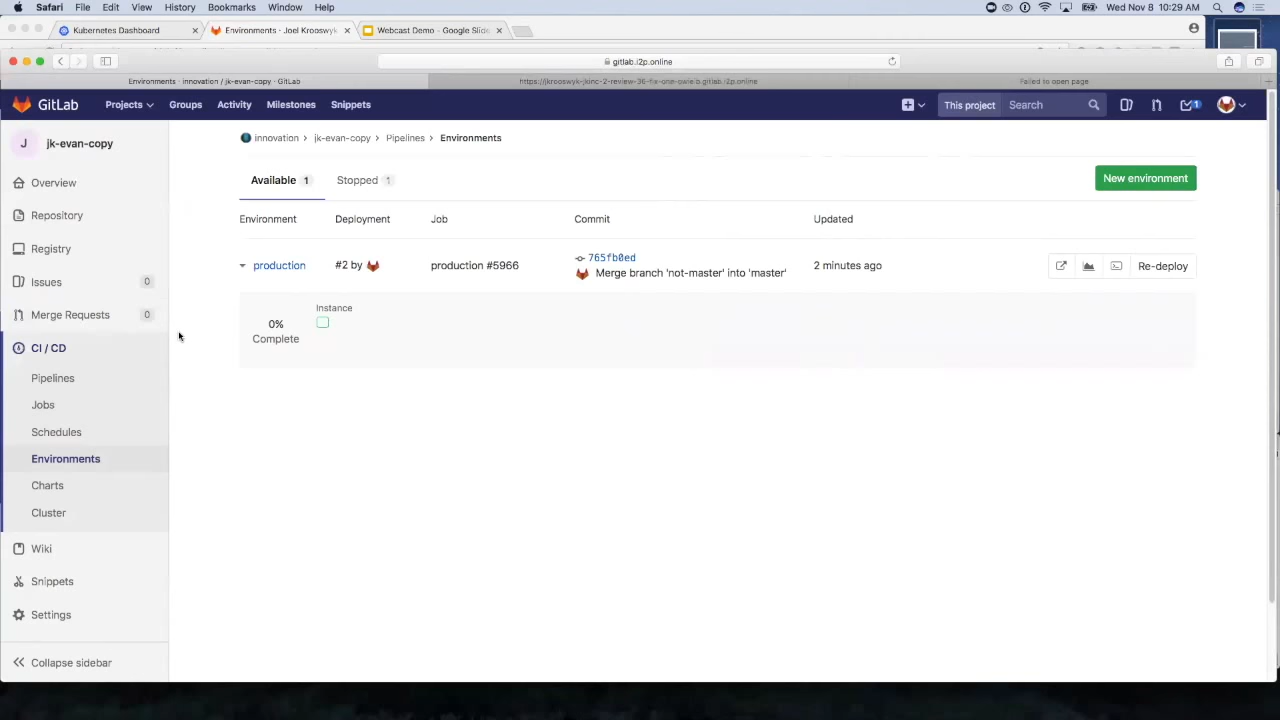 Safari File Edit View History Bookmarks Window Help Wed Nov 8 10:29 AM
Kubernetes Dashboard Environments · Joel Krooswyk Webcast Demo - Google Slide
gitlab.i2p.online
Environments · innovation / jk-evan-copy · GitLab Failed to open page
GitLab Projects Groups Activity Milestones Snippets This project Search 1
J jk-evan-copy
innovation > jk-evan-copy > Pipelines > Environments
Overview
Repository
Registry
Issues 0
Merge Requests 0
CI / CD
Pipelines
Jobs
Schedules
Environments
Charts
Cluster
Wiki
Snippets
Settings
Collapse sidebar
Available 1 Stopped 1 New environment
Environment Deployment Job Commit Updated
production #2 by production #5966 765fb0ed 2 minutes ago Re-deploy
Merge branch 'not-master' into 'master'
Instance
0%
Complete